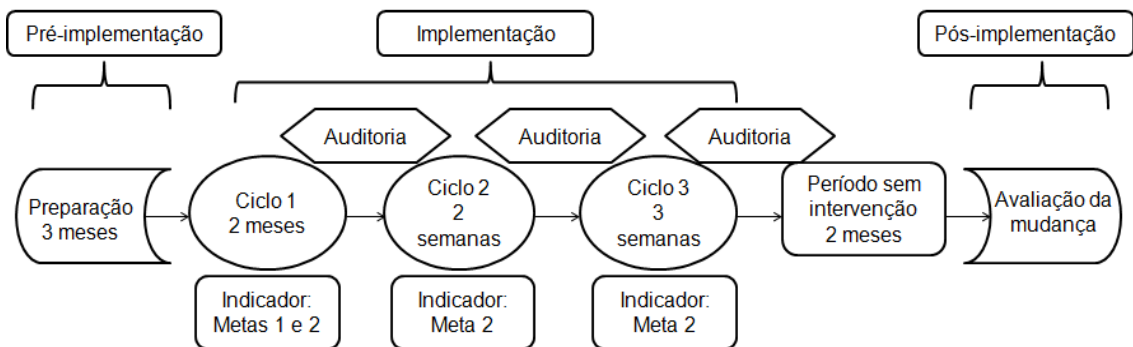 Pré-implementação
Implementação
Pós-implementação
Auditoria
Auditoria
Auditoria
Preparação
3 meses
Ciclo 1
2 meses
Ciclo 2
2
semanas
Ciclo 3
3
semanas
Período sem
intervenção
2 meses
Avaliação da
mudança
Indicador:
Metas 1 e 2
Indicador:
Meta 2
Indicador:
Meta 2